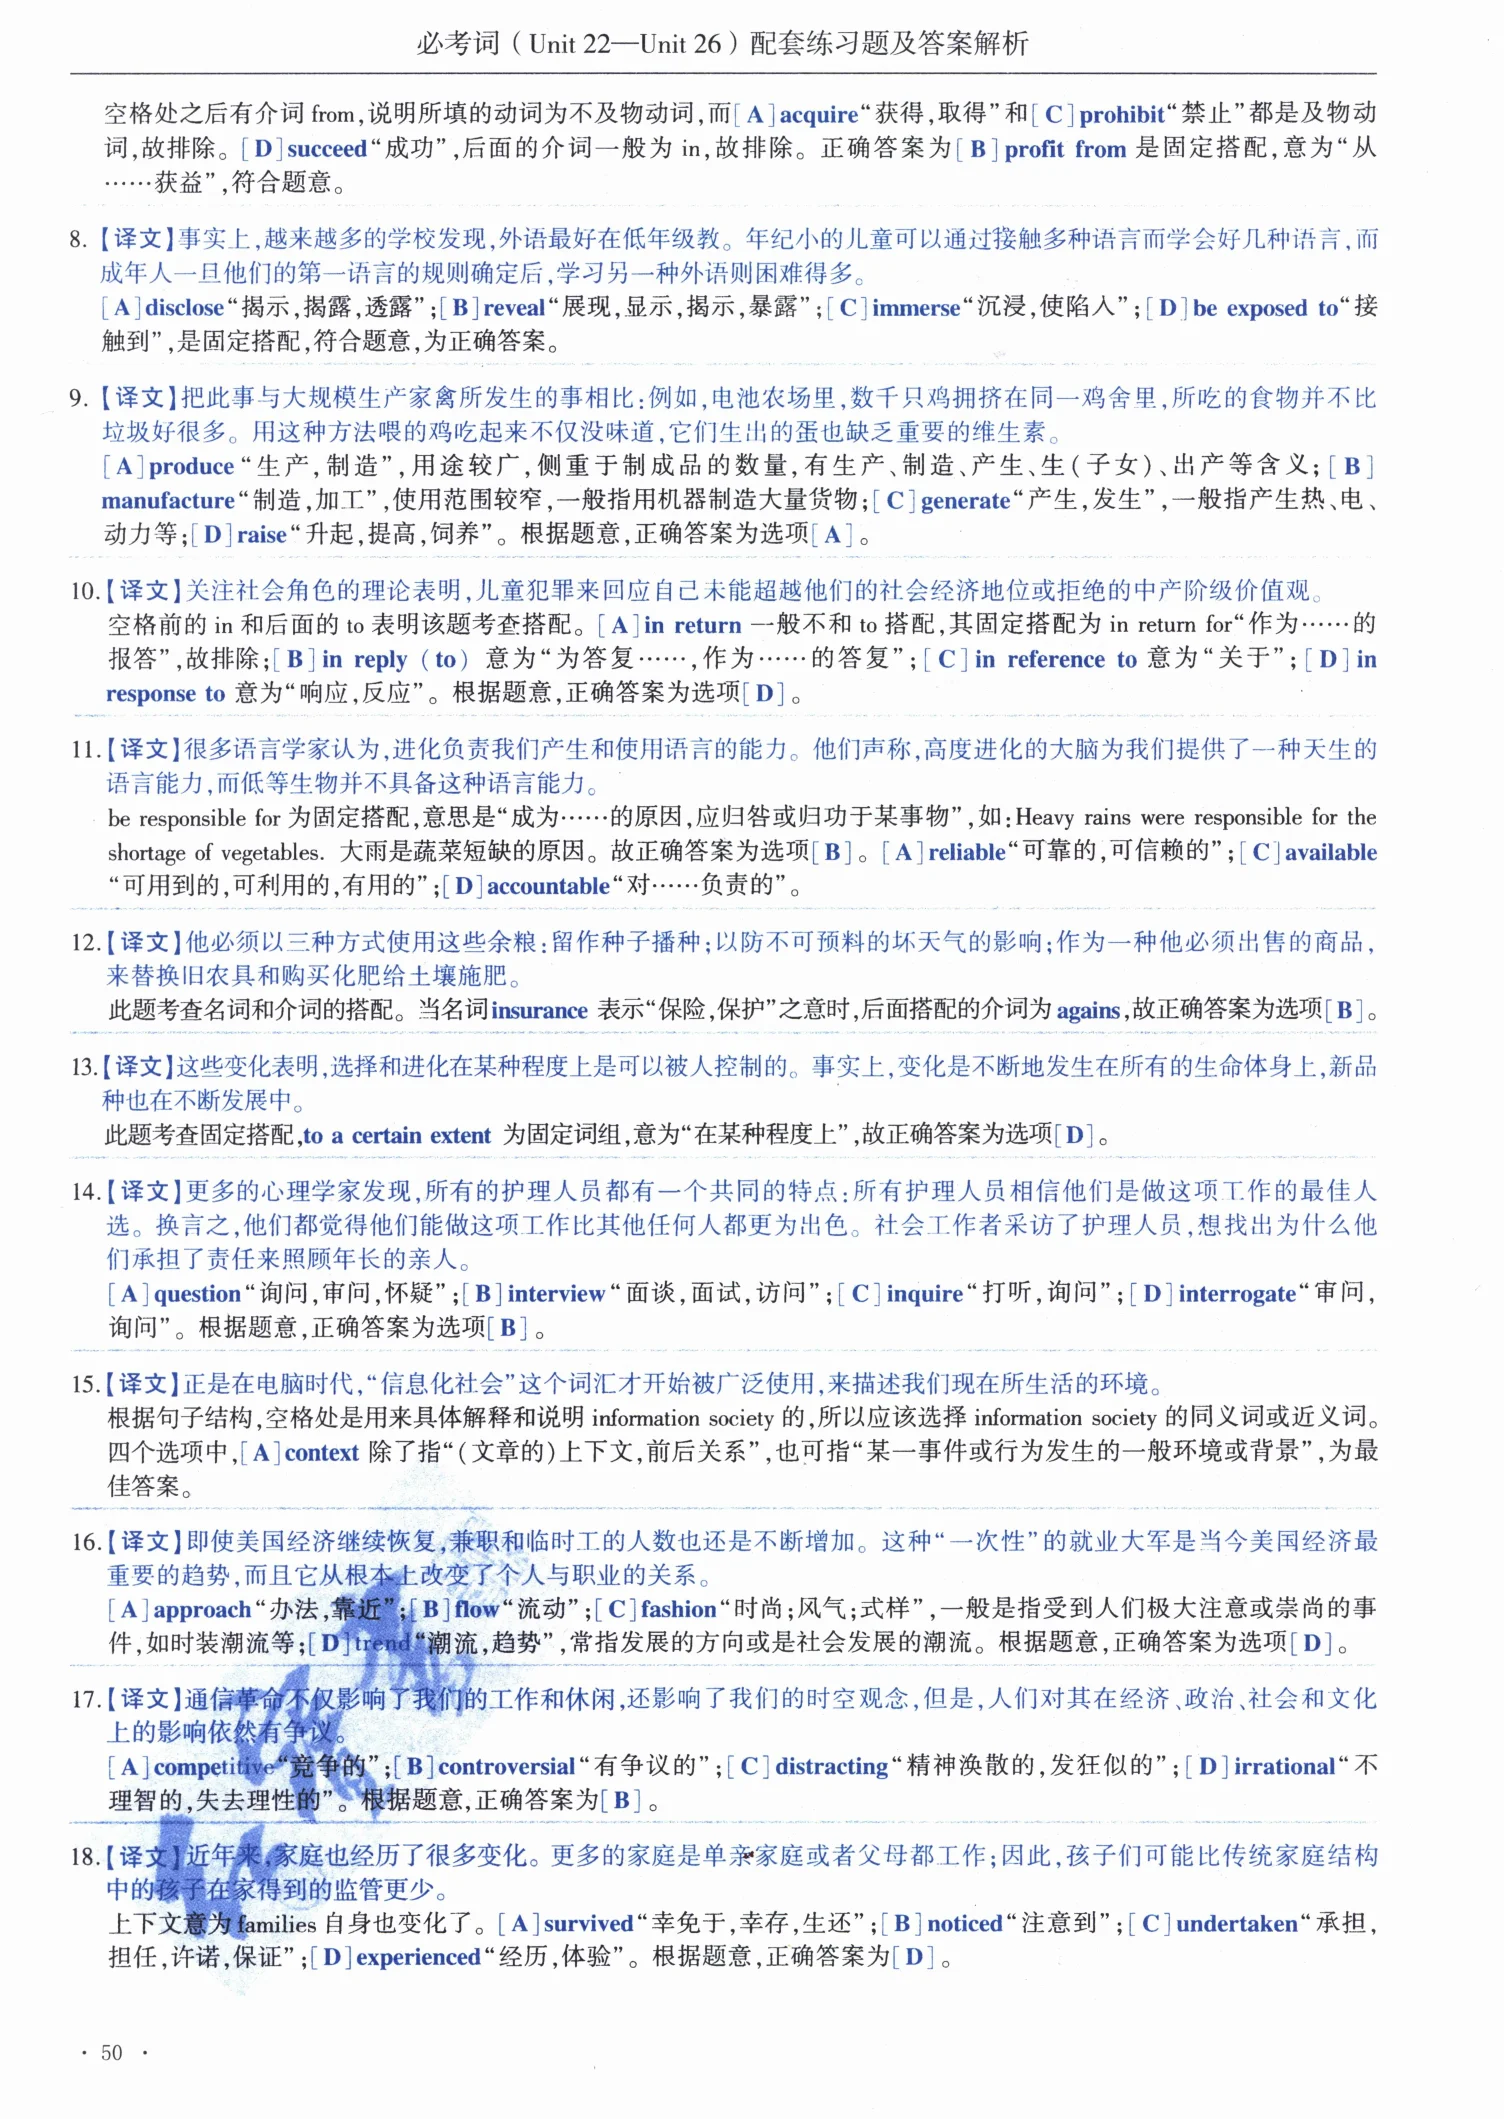 必考词（Unit 22—Unit 26）配套练习题及答案解析
空格处之后有介词 from,说明所填的动词为不及物动词,而[A]acquire“获得,取得”和[C]prohibit“禁止”都是及物动
词,故排除。[D]succeed“成功”,后面的介词一般为 in,故排除。正确答案为[B]profit from 是固定搭配,意为“从
……获益”,符合题意。
8.【译文】事实上,越来越多的学校发现,外语最好在低年级教。年纪小的儿童可以通过接触多种语言而学会好几种语言,而
成年人一旦他们的第一语言的规则确定后,学习另一种外语则困难得多。
[A]disclose“揭示,揭露,透露”;[B]reveal“展现,显示,揭示,暴露”;[C]immerse“沉浸,使陷入”;[D]be exposed to“接
触到”,是固定搭配,符合题意,为正确答案。
9.【译文】把此事与大规模生产家禽所发生的事相比:例如,电池农场里,数千只鸡拥挤在同一鸡舍里,所吃的食物并不比
垃圾好很多。用这种方法喂的鸡吃起来不仅没味道,它们生出的蛋也缺乏重要的维生素。
[A]produce“生产,制造”,用途较广,侧重于制成品的数量,有生产、制造、产生、生(子女)、出产等含义;[B]
manufacture“制造,加工”,使用范围较窄,一般指用机器制造大量货物;[C]generate“产生,发生”,一般指产生热、电、
动力等;[D]raise“升起,提高,饲养”。根据题意,正确答案为选项[A]。
10.【译文】关注社会角色的理论表明,儿童犯罪来回应自己未能超越他们的社会经济地位或拒绝的中产阶级价值观。
空格前的 in 和后面的 to 表明该题考查搭配。[A]in return 一般不和 to 搭配,其固定搭配为 in return for“作为……的
报答”,故排除;[B]in reply (to) 意为“为答复……,作为……的答复”;[C]in reference to 意为“关于”;[D]in
response to 意为“响应,反应”。根据题意,正确答案为选项[D]。
11.【译文】很多语言学家认为,进化负责我们产生和使用语言的能力。他们声称,高度进化的大脑为我们提供了一种天生的
语言能力,而低等生物并不具备这种语言能力。
be responsible for 为固定搭配,意思是“成为……的原因,应归咎或归功于某事物”,如:Heavy rains were responsible for the
shortage of vegetables. 大雨是蔬菜短缺的原因。故正确答案为选项[B]。[A]reliable“可靠的,可信赖的”;[C]available
“可用到的,可利用的,有用的”;[D]accountable“对……负责的”。
12.【译文】他必须以三种方式使用这些余粮:留作种子播种;以防不可预料的坏天气的影响;作为一种他必须出售的商品,
来替换旧农具和购买化肥给土壤施肥。
此题考查名词和介词的搭配。当名词insurance 表示“保险,保护”之意时,后面搭配的介词为 agains,故正确答案为选项[B]。
13.【译文】这些变化表明,选择和进化在某种程度上是可以被人控制的。事实上,变化是不断地发生在所有的生命体身上,新品
种也在不断发展中。
此题考查固定搭配,to a certain extent 为固定词组,意为“在某种程度上”,故正确答案为选项[D]。
14.【译文】更多的心理学家发现,所有的护理人员都有一个共同的特点:所有护理人员相信他们是做这项工作的最佳人
选。换言之,他们都觉得他们能做这项工作比其他任何人都更为出色。社会工作者采访了护理人员,想找出为什么他
们承担了责任来照顾年长的亲人。
[A]question“询问,审问,怀疑”;[B]interview“面谈,面试,访问”;[C]inquire“打听,询问”;[D]interrogate“审问,
询问”。根据题意,正确答案为选项[B]。
15.【译文】正是在电脑时代,“信息化社会”这个词汇才开始被广泛使用,来描述我们现在所生活的环境。
根据句子结构,空格处是用来具体解释和说明 information society 的,所以应该选择 information society 的同义词或近义词。
四个选项中,[A]context 除了指“(文章的)上下文,前后关系”,也可指“某一事件或行为发生的一般环境或背景”,为最
佳答案。
16.【译文】即使美国经济继续恢复,兼职和临时工的人数也还是不断增加。这种“一次性”的就业大军是当今美国经济最
重要的趋势,而且它从根本上改变了个人与职业的关系。
[A]approach“办法,靠近”;[B]flow“流动”;[C]fashion“时尚;风气;式样”,一般是指受到人们极大注意或崇尚的事
件,如时装潮流等;[D]trend“潮流,趋势”,常指发展的方向或是社会发展的潮流。根据题意,正确答案为选项[D]。
17.【译文】通信革命不仅影响了我们的工作和休闲,还影响了我们的时空观念,但是,人们对其在经济、政治、社会和文化
上的影响依然有争议。
[A]competitive“竞争的”;[B]controversial“有争议的”;[C]distracting“精神涣散的,发狂似的”;[D]irrational“不
理智的,失去理性的”。根据题意,正确答案为[B]。
18.【译文】近年来,家庭也经历了很多变化。更多的家庭是单亲家庭或者父母都工作;因此,孩子们可能比传统家庭结构
中的孩子在家得到的监管更少。
上下文意为 families 自身也变化了。[A]survived“幸免于,幸存,生还”;[B]noticed“注意到”;[C]undertaken“承担,
担任,许诺,保证”;[D]experienced“经历,体验”。根据题意,正确答案为[D]。
· 50 ·